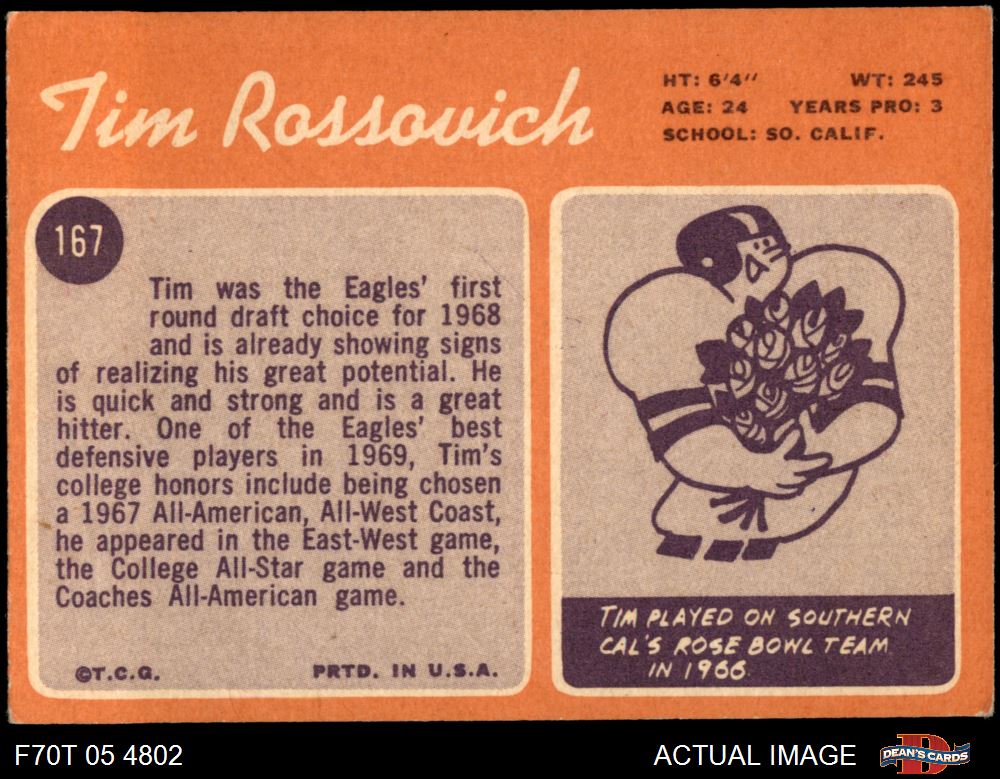 Tim Rossovich
HT: 6'4" WT: 245
AGE: 24 YEARS PRO: 3
SCHOOL: SO. CALIF.
167
Tim was the Eagles' first
round draft choice for 1968
and is already showing signs
of realizing his great potential. He
is quick and strong and is a great
hitter. One of the Eagles' best
defensive players in 1969, Tim's
college honors include being chosen
a 1967 All-American, All-West Coast,
he appeared in the East-West game,
the College All-Star game and the
Coaches All-American game.
©T.C.G. PRTD. IN U.S.A.
TIM PLAYED ON SOUTHERN
CAL'S ROSE BOWL TEAM
IN 1966
F70T 05 4802
ACTUAL IMAGE
D
DEAN'S CARDS